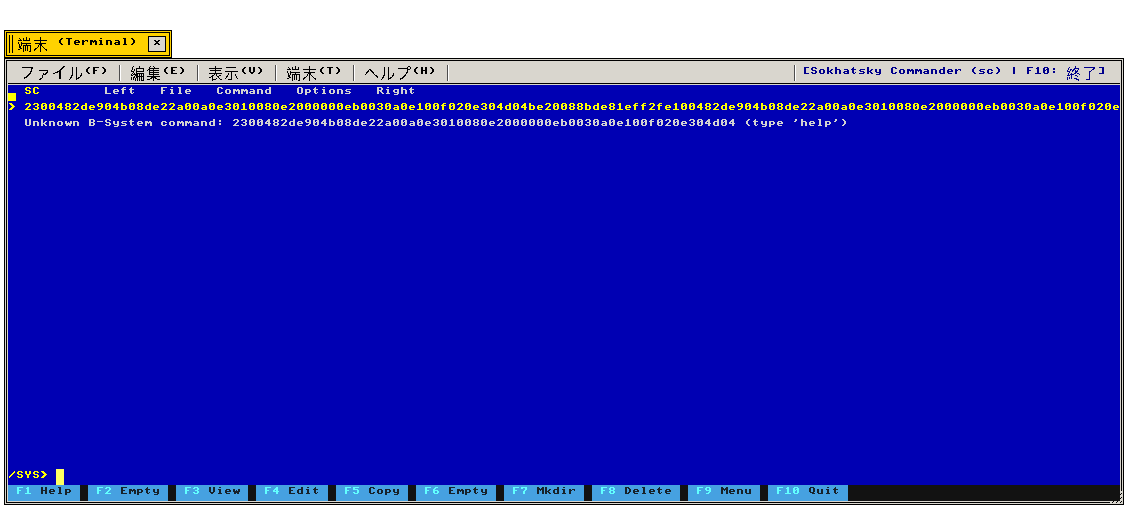 端末 (Terminal) ×
ファイル(F) 編集(E) 表示(V) 端末(T) ヘルプ(H) [Sokhatsky Commander (sc) | F10: 終了]
SC Left File Command Options Right
> 2300482de904b08de22a00a0e3010080e2000000eb0030a0e100f020e304d04be20088bde81eff2fe100482de904b08de22a00a0e3010080e2000000eb0030a0e100f020e
Unknown B-System command: 2300482de904b08de22a00a0e3010080e2000000eb0030a0e100f020e304d04 (type 'help')
/SYS>
F1 Help F2 Empty F3 View F4 Edit F5 Copy F6 Empty F7 Mkdir F8 Delete F9 Menu F10 Quit